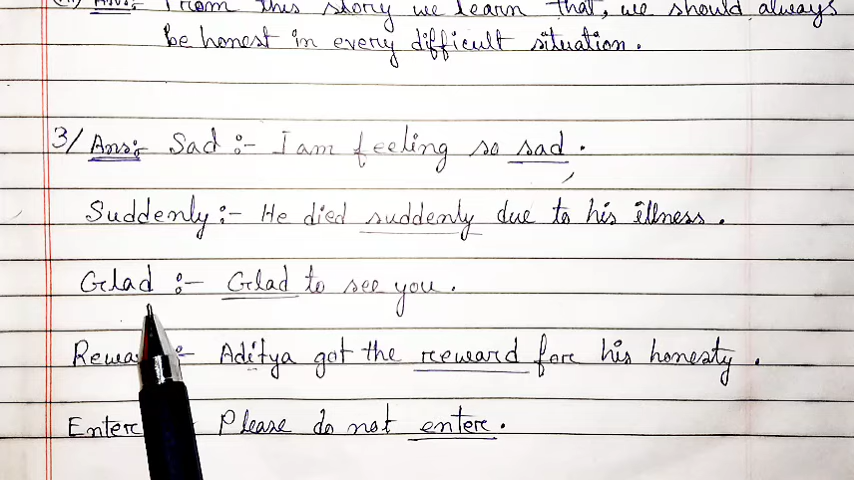 Ans:- From this story we learn that, we should always
be honest in every difficult situation.
3/ Ans:- Sad :- I am feeling so sad.
Suddenly :- He died suddenly due to his illness.
Glad :- Glad to see you.
:- Aditya got the reward for his honesty.
Enter Please do not enter.